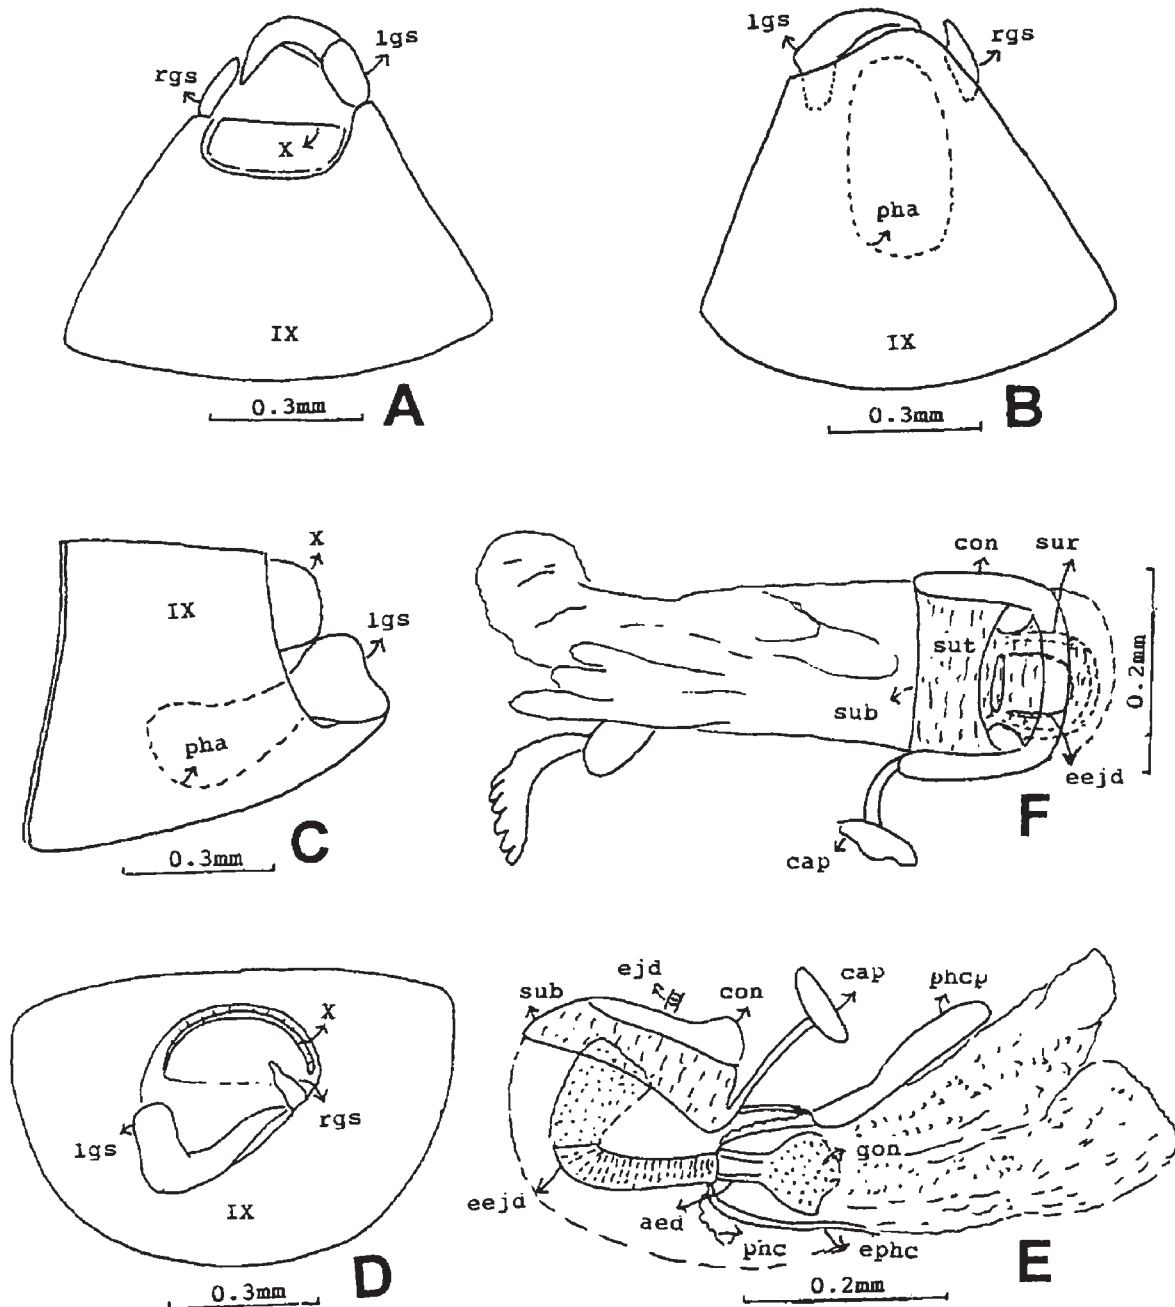 lgs
rgs
X
IX
0.3mm
A
lgs
rgs
pha
IX
0.3mm
B
X
IX
lgs
pha
0.3mm
C
con sur
sut
sub
0.2mm
eejd
cap
F
X
rgs
lgs
IX
0.3mm
D
ejd cap
sub con phcp
gon
eejd
aed
phc ephc
0.2mm
E